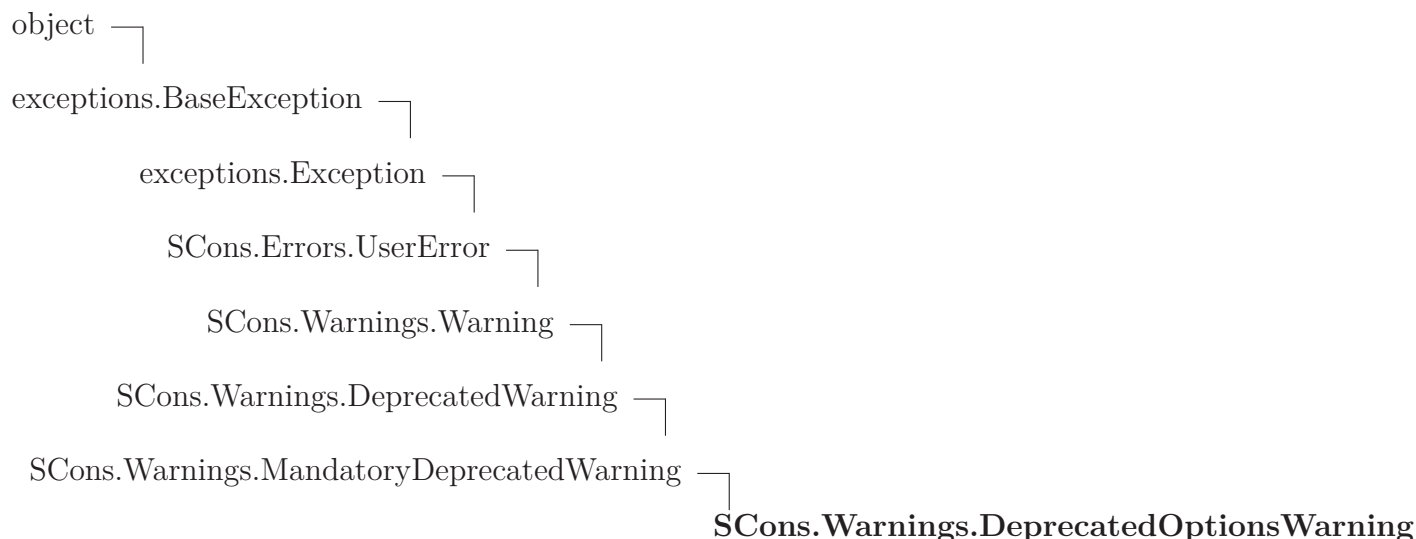 object
exceptions.BaseException
exceptions.Exception
SCons.Errors.UserError
SCons.Warnings.Warning
SCons.Warnings.DeprecatedWarning
SCons.Warnings.MandatoryDeprecatedWarning
SCons.Warnings.DeprecatedOptionsWarning